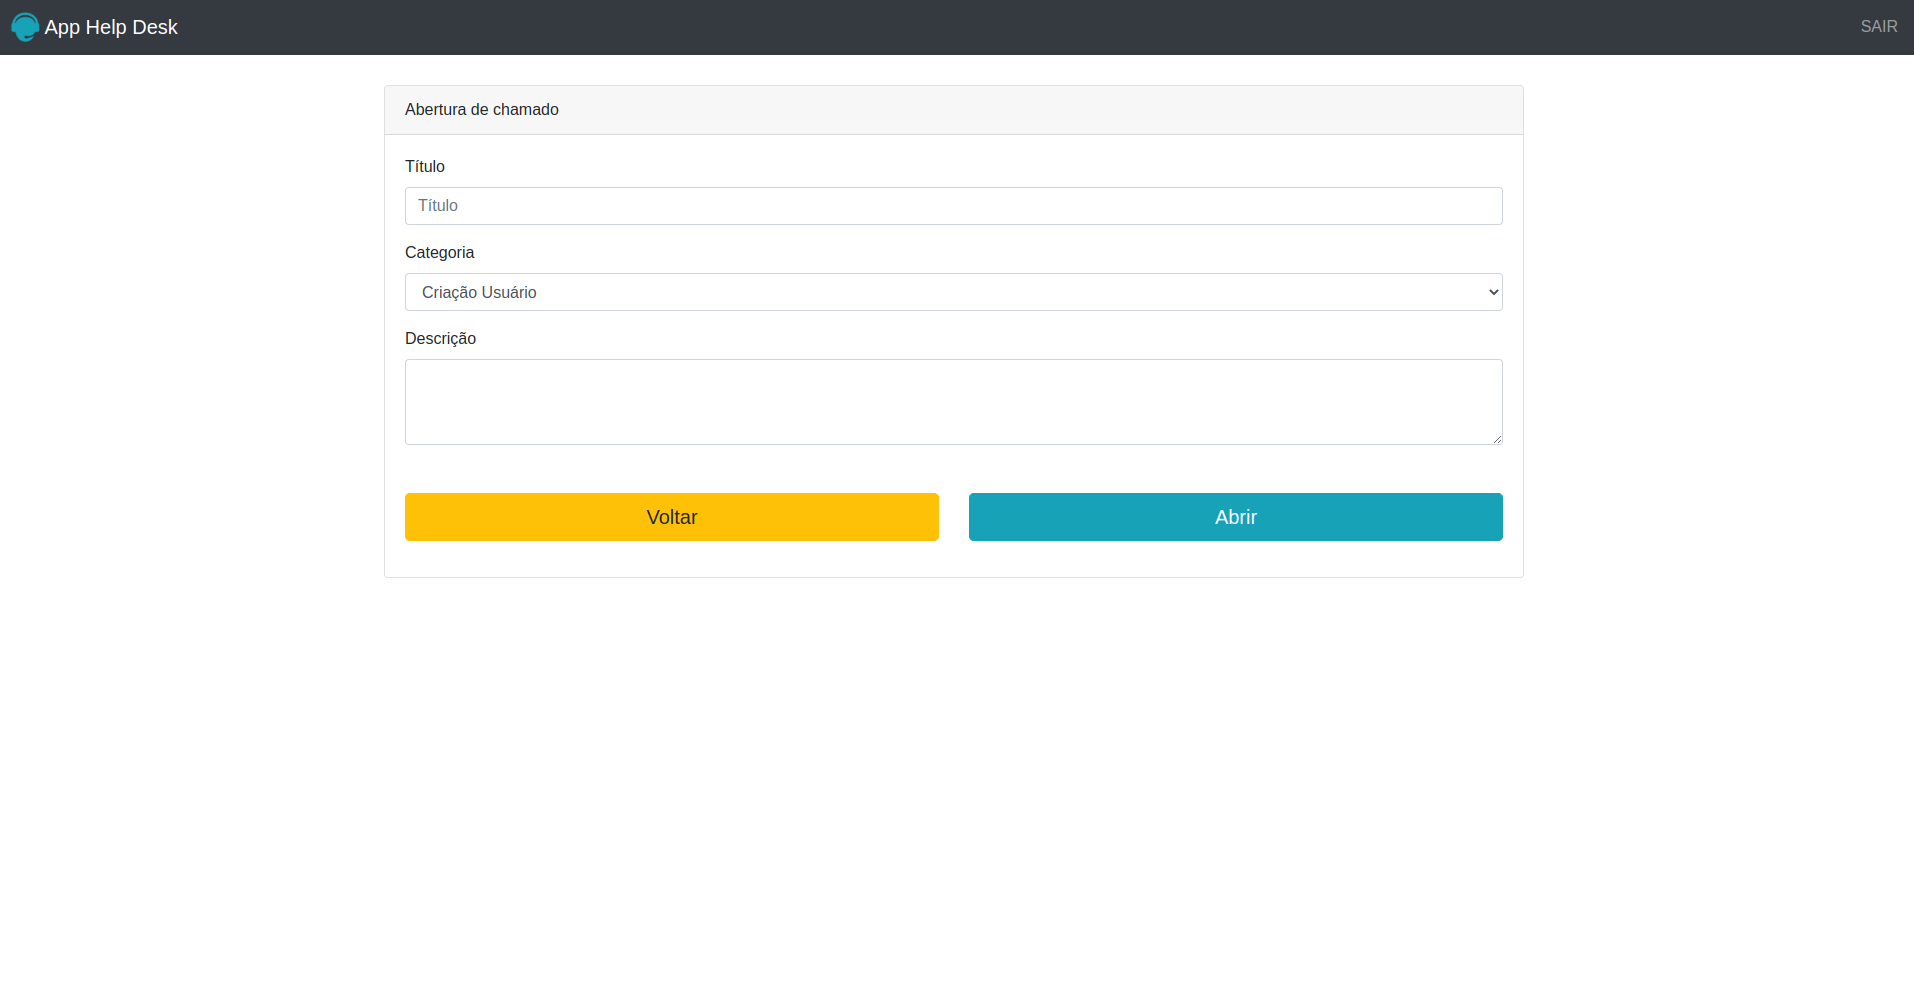 App Help Desk
SAIR
Abertura de chamado
Título
Título
Categoria
Criação Usuário
Descrição
Voltar
Abrir